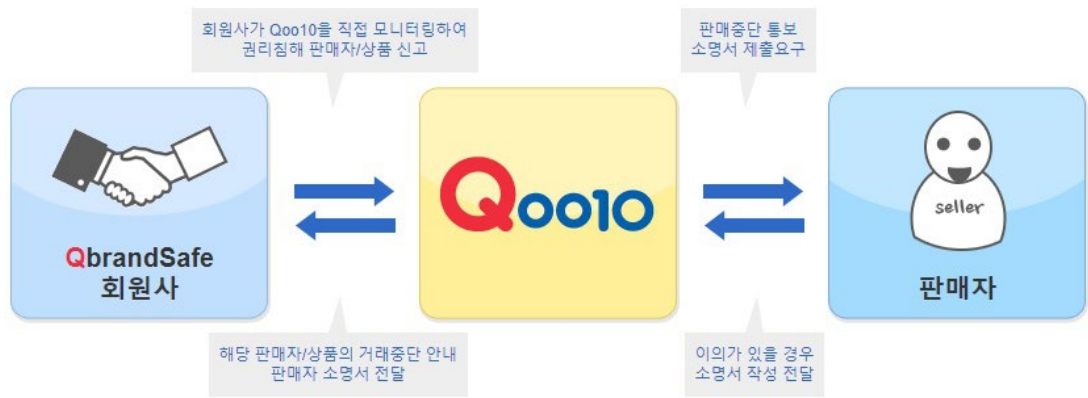 회원사가 Qoo10을 직접 모니터링하여
권리침해 판매자/상품 신고
판매중단 통보
소명서 제출요구
QbrandSafe
회원사
Qoo10
seller
판매자
해당 판매자/상품의 거래중단 안내
판매자 소명서 전달
이의가 있을 경우
소명서 작성 전달